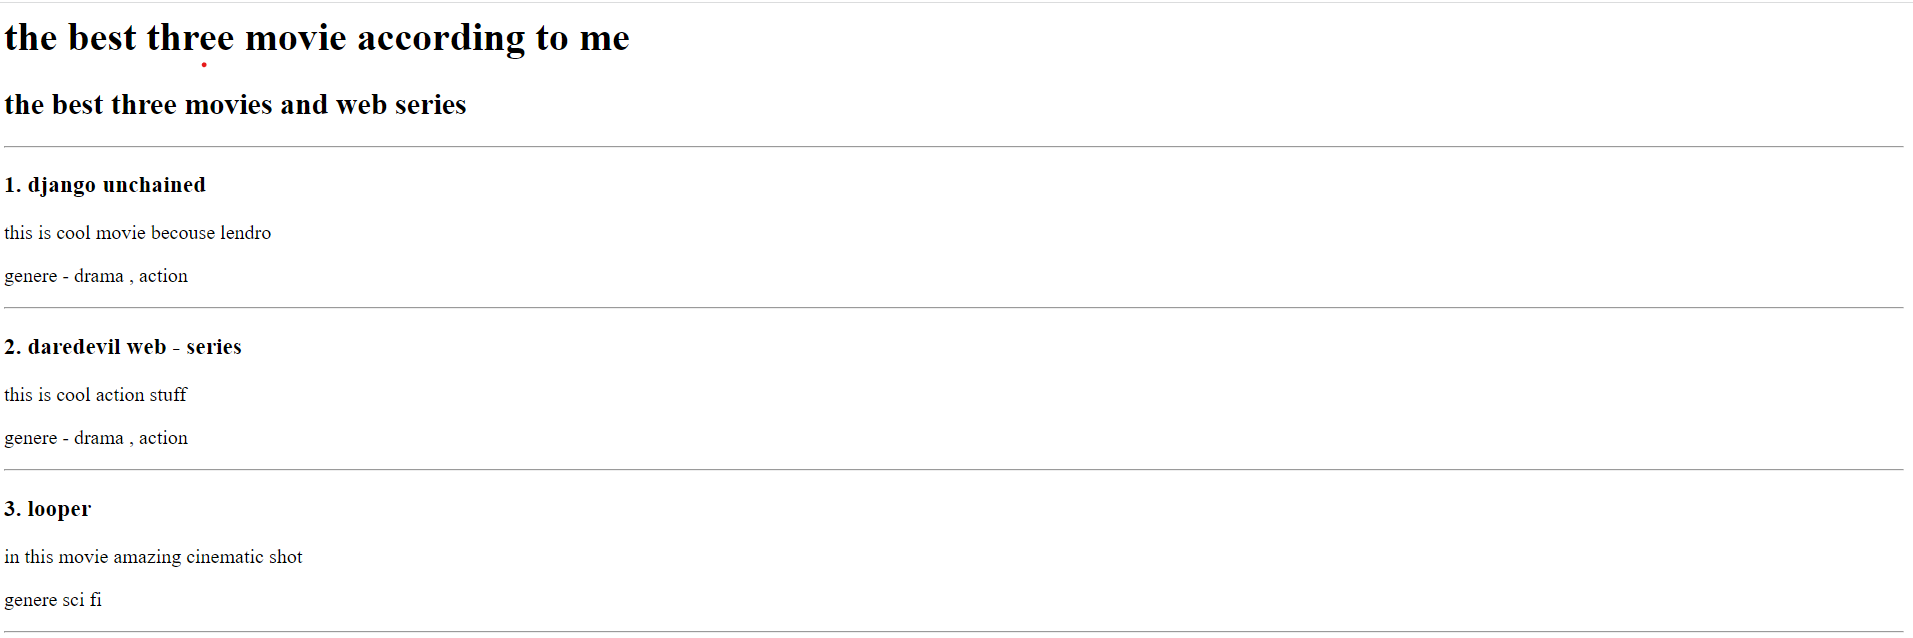 the best three movie according to me
the best three movies and web series
1. django unchained
this is cool movie becouse lendro
genere - drama , action
2. daredevil web - series
this is cool action stuff
genere - drama , action
3. looper
in this movie amazing cinematic shot
genere sci fi